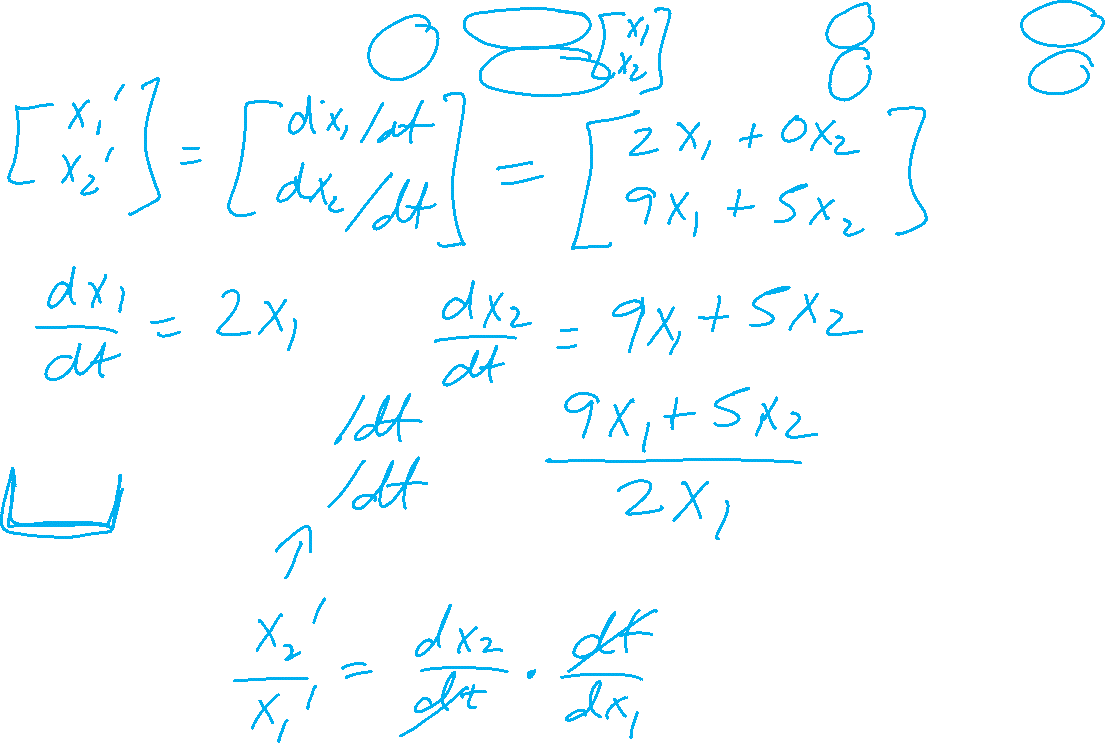 [x₁ x₂]
[x₁' x₂'] = [dx₁/dt dx₂/dt] = [2x₁ + 0x₂ 9x₁ + 5x₂]
dx₁/dt = 2x₁ dx₂/dt = 9x₁ + 5x₂
/dt 9x₁ + 5x₂
/dt 2x₁
x₂'/x₁' = dx₂/dt · dt/dx₁